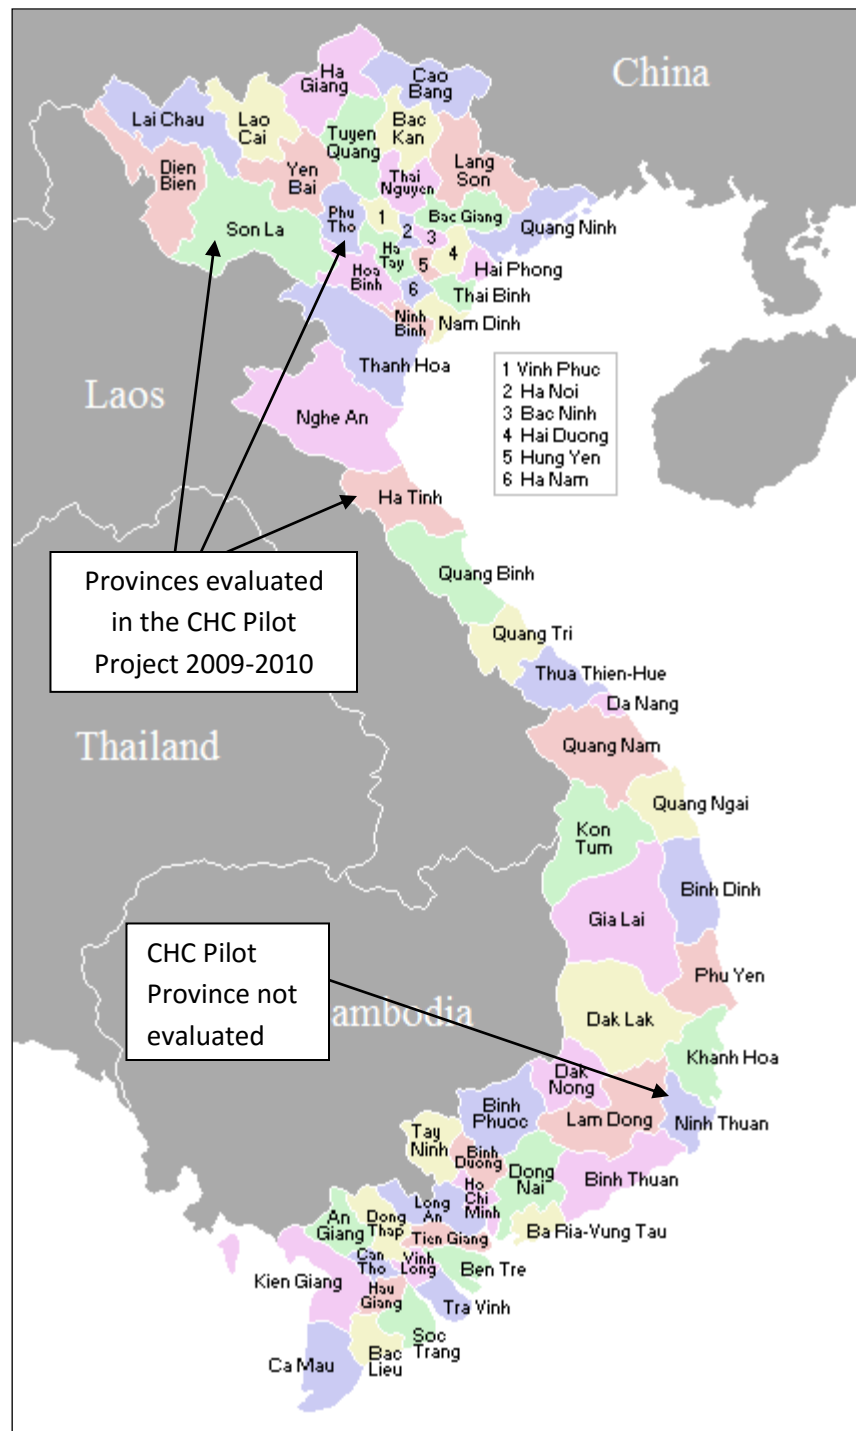 China
Ha
Giang
Cao
Bang
Lai Chau
Lao
Cai
Tuyen
Quang
Bac
Kan
Dien
Bien
Yen
Bai
Thai
Nguyen
Lang
Son
Son La
Phu
Tho
1
Bac Giang
Quang Ninh
2
3
Ha
Tay
4
5
Hoa
Binh
Hai Phong
6
Thai Binh
Ninh
Binh
Nam Dinh
Thanh Hoa
Laos
Nghe An
1 Vinh Phuc
2 Ha Noi
3 Bac Ninh
4 Hai Duong
5 Hung Yen
6 Ha Nam
Ha Tinh
Provinces evaluated
in the CHC Pilot
Project 2009-2010
Quang Binh
Quang Tri
Thua Thien-Hue
Da Nang
Thailand
Quang Nam
Quang Ngai
Kon
Tum
Binh Dinh
Gia Lai
CHC Pilot
Province not
evaluated
ambodia
Phu Yen
Dak Lak
Khanh Hoa
Dak
Nong
Binh
Phuoc
Lam Dong
Ninh Thuan
Tay
Ninh
Binh
Duong
Dong
Nai
Binh Thuan
Ho
Chi
Minh
Long
An
An
Giang
Dong
Thap
Tien Giang
Ba Ria-Vung Tau
Can
Tho
Vinh
Long
Ben Tre
Kien Giang
Hau
Giang
Tra Vinh
Soc
Trang
Bac
Lieu
Ca Mau